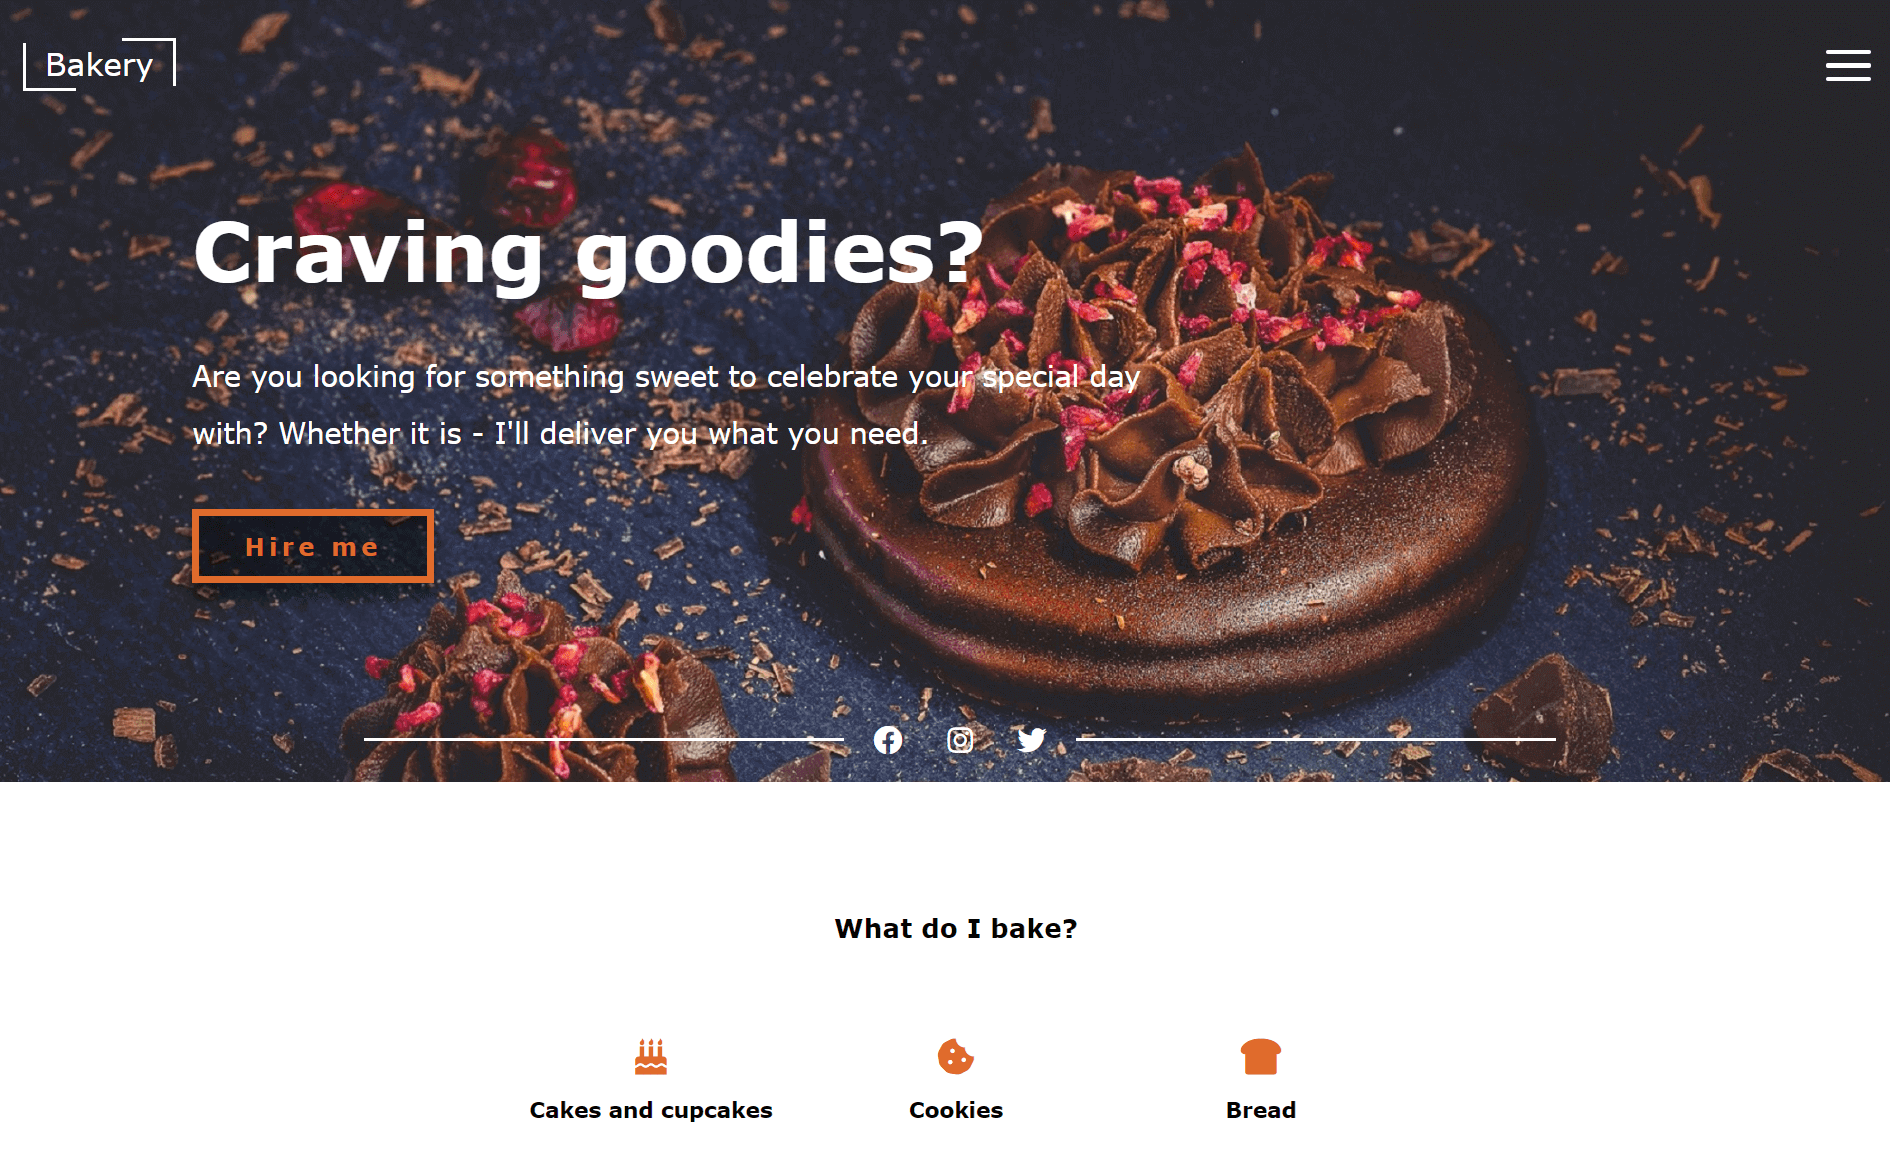 Bakery
Craving goodies?
Are you looking for something sweet to celebrate your special day
with? Whether it is - I'll deliver you what you need.
Hire me
What do I bake?
Cakes and cupcakes
Cookies
Bread